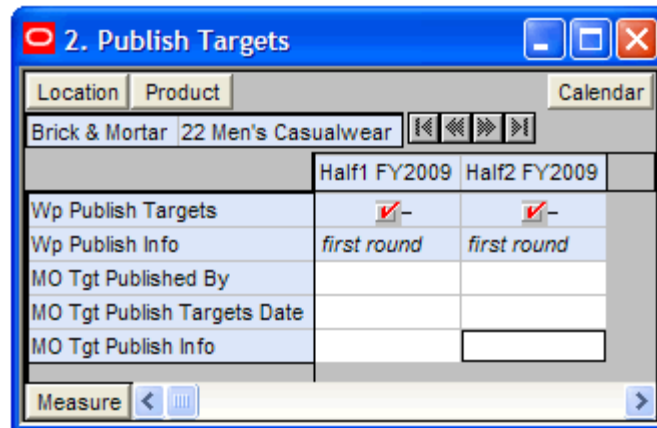 2. Publish Targets
Location Product Calendar
Brick & Mortar 22 Men's Casualwear
Half1 FY2009 Half2 FY2009
Wp Publish Targets
Wp Publish Info first round first round
MO Tgt Published By
MO Tgt Publish Targets Date
MO Tgt Publish Info
Measure